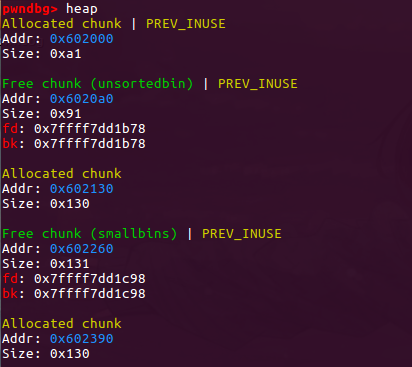 pwndbg> heap
Allocated chunk | PREV_INUSE
Addr: 0x602000
Size: 0xa1
Free chunk (unsortedbin) | PREV_INUSE
Addr: 0x6020a0
Size: 0x91
fd: 0x7ffff7dd1b78
bk: 0x7ffff7dd1b78
Allocated chunk
Addr: 0x602130
Size: 0x130
Free chunk (smallbins) | PREV_INUSE
Addr: 0x602260
Size: 0x131
fd: 0x7ffff7dd1c98
bk: 0x7ffff7dd1c98
Allocated chunk
Addr: 0x602390
Size: 0x130